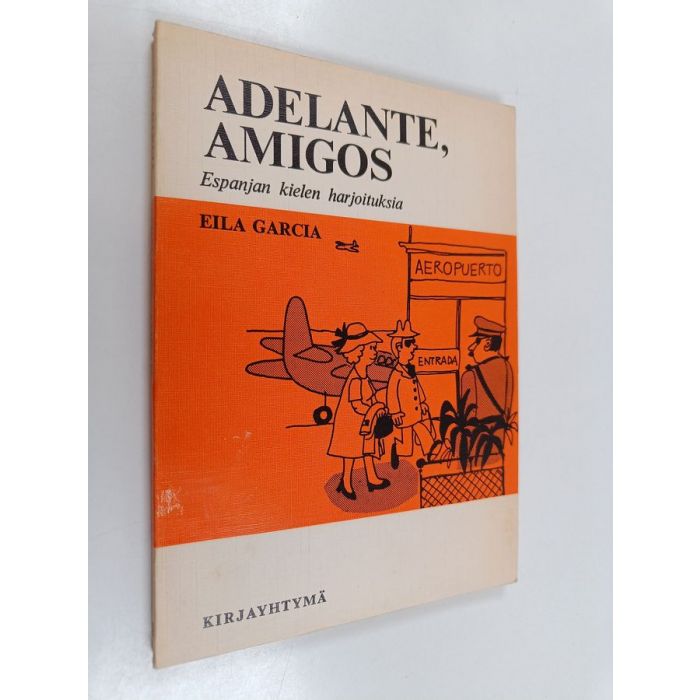 ADELANTE,
AMIGOS
Espanjan kielen harjoituksia
EILA GARCIA
AEROPUERTO
ENTRADA
KIRJAYHTYMÄ